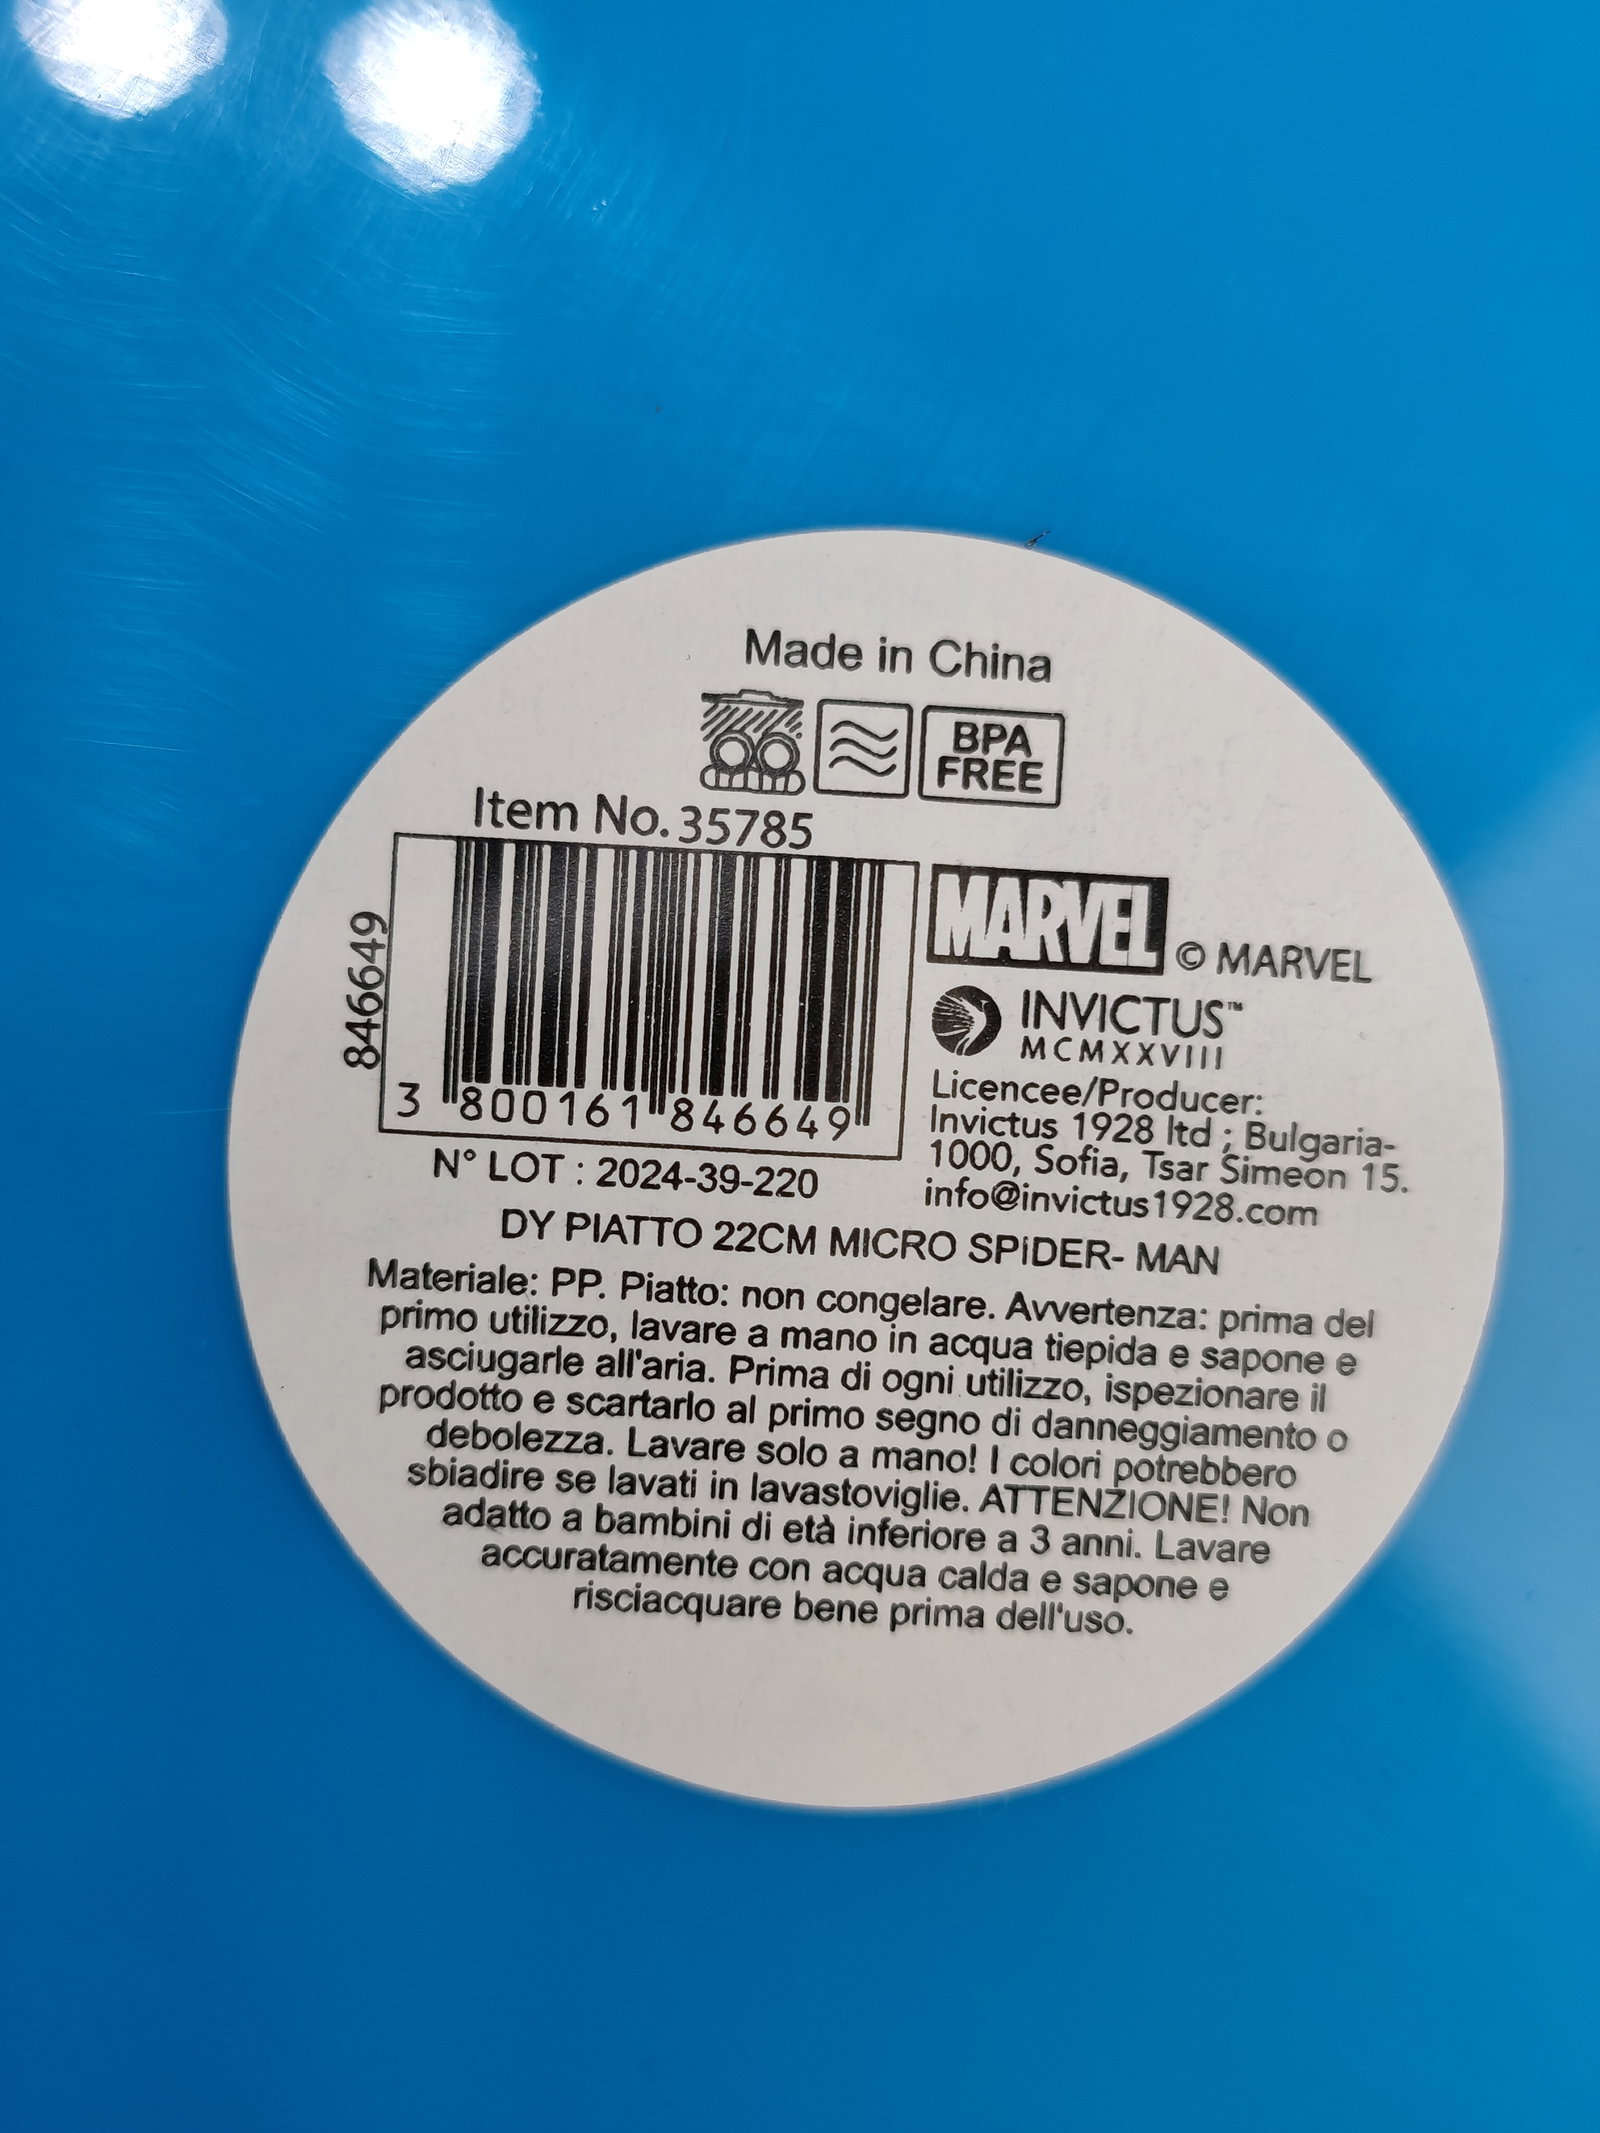 Made in China
BPA
FREE
Item No. 35785
846649
3 800161 846649
MARVEL
© MARVEL
INVICTUS™
MCMXXVIII
Licencee/Producer:
Invictus 1928 ltd ; Bulgaria-
1000, Sofia, Tsar Simeon 15.
info@invictus1928.com
N° LOT : 2024-39-220
DY PIATTO 22CM MICRO SPiDER- MAN
Materiale: PP. Piatto: non congelare. Avvertenza: prima del
primo utilizzo, lavare a mano in acqua tiepida e sapone e
asciugarle all'aria. Prima di ogni utilizzo, ispezionare il
prodotto e scartarlo al primo segno di danneggiamento o
debolezza. Lavare solo a mano! I colori potrebbero
sbiadire se lavati in lavastoviglie. ATTENZIONE! Non
adatto a bambini di età inferiore a 3 anni. Lavare
accuratamente con acqua calda e sapone e
risciacquare bene prima dell'uso.